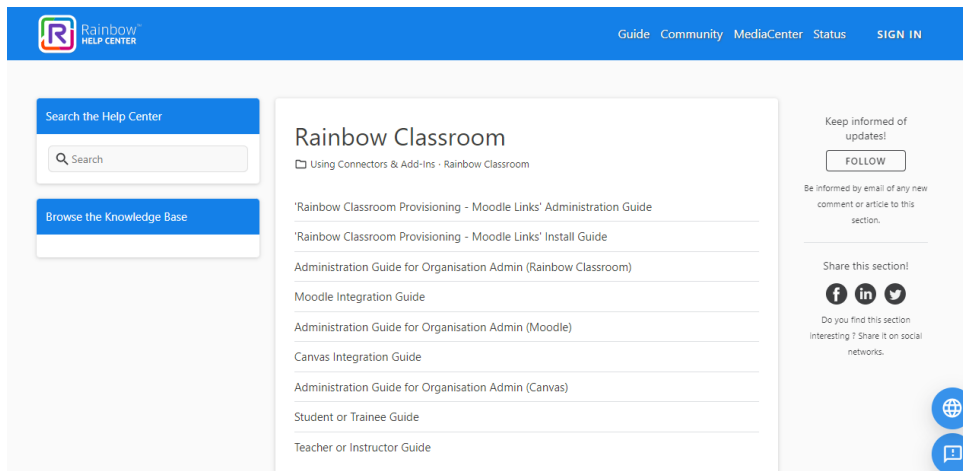 Rainbow™
HELP CENTER
Guide Community MediaCenter Status SIGN IN
Search the Help Center
Search
Browse the Knowledge Base
Rainbow Classroom
Using Connectors & Add-Ins · Rainbow Classroom
'Rainbow Classroom Provisioning - Moodle Links' Administration Guide
'Rainbow Classroom Provisioning - Moodle Links' Install Guide
Administration Guide for Organisation Admin (Rainbow Classroom)
Moodle Integration Guide
Administration Guide for Organisation Admin (Moodle)
Canvas Integration Guide
Administration Guide for Organisation Admin (Canvas)
Student or Trainee Guide
Teacher or Instructor Guide
Keep informed of
updates!
FOLLOW
Be informed by email of any new
comment or article to this
section.
Share this section!
Do you find this section
interesting ? Share it on social
networks.